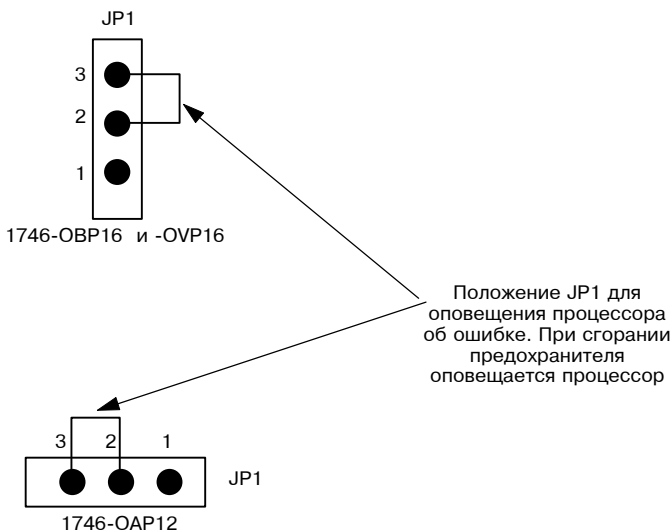 JP1
3
2
1
1746-OBP16 и -OVP16
Положение JP1 для
оповещения процессора
об ошибке. При сгорании
предохранителя
оповещается процессор
3 2 1
JP1
1746-OAP12